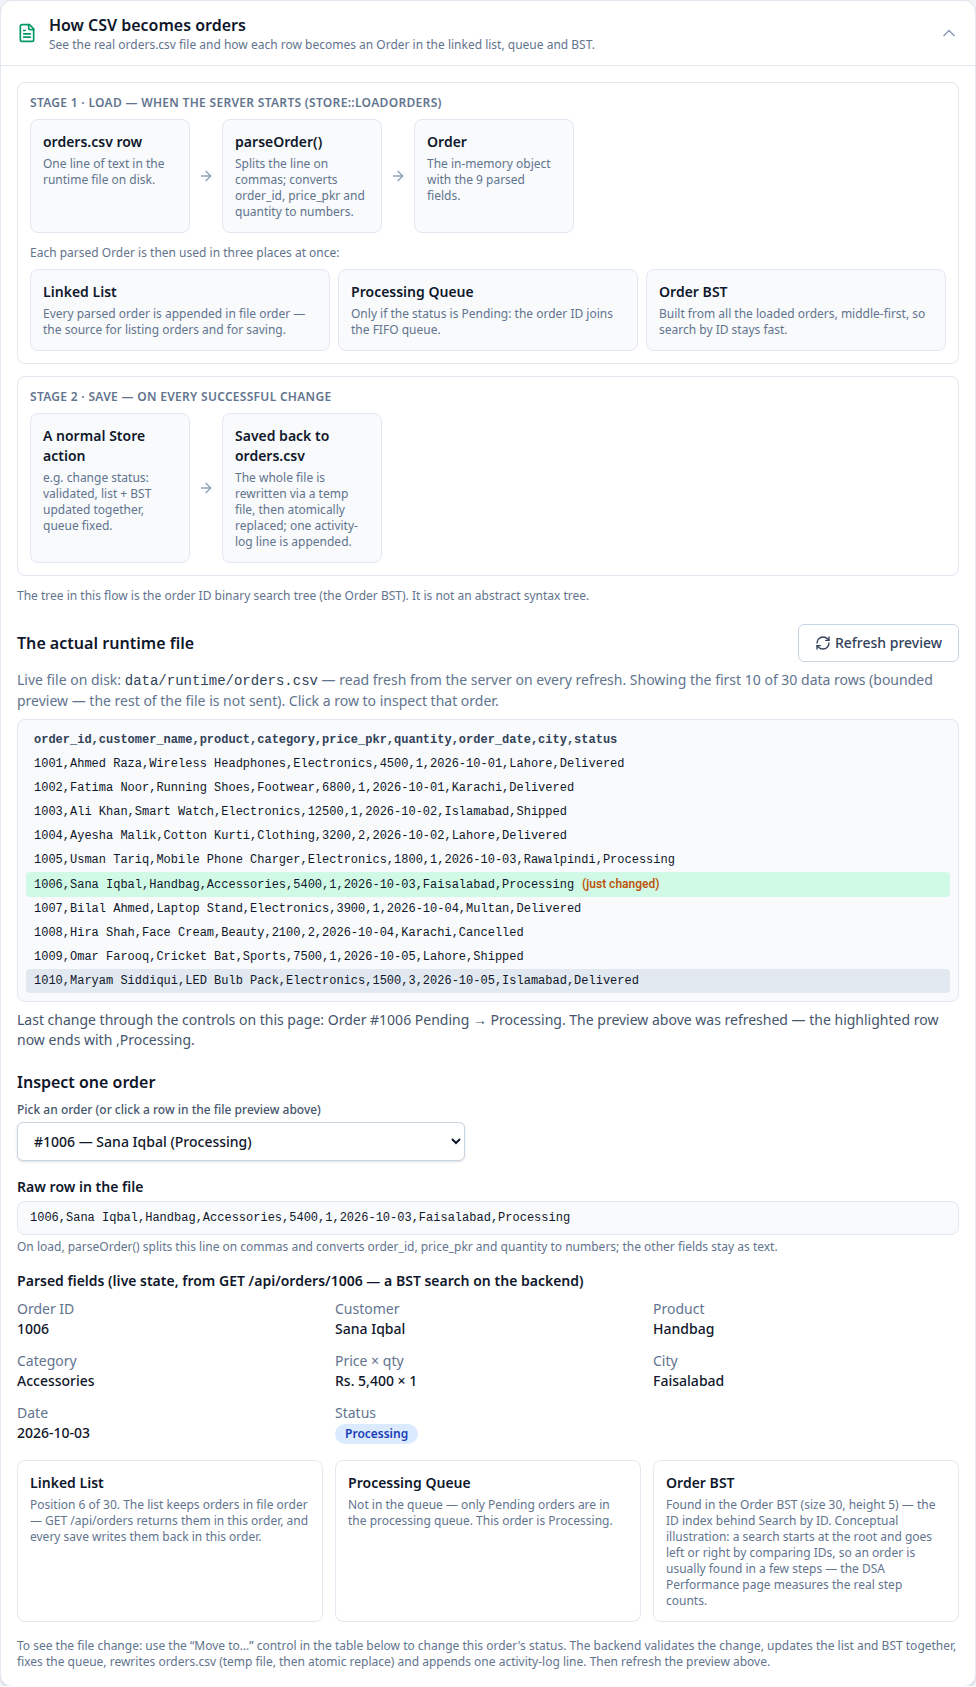 How CSV becomes orders
See the real orders.csv file and how each row becomes an Order in the linked list, queue and BST.
STAGE 1 · LOAD — WHEN THE SERVER STARTS (STORE::LOADORDERS)
orders.csv row
One line of text in the
runtime file on disk.
→
parseOrder()
Splits the line on
commas; converts
order_id, price_pkr and
quantity to numbers.
→
Order
The in-memory object
with the 9 parsed
fields.
Each parsed Order is then used in three places at once:
Linked List
Every parsed order is appended in file order —
the source for listing orders and for saving.
Processing Queue
Only if the status is Pending: the order ID joins
the FIFO queue.
Order BST
Built from all the loaded orders, middle-first, so
search by ID stays fast.
STAGE 2 · SAVE — ON EVERY SUCCESSFUL CHANGE
A normal Store
action
e.g. change status:
validated, list + BST
updated together,
queue fixed.
→
Saved back to
orders.csv
The whole file is
rewritten via a temp
file, then atomically
replaced; one activity-
log line is appended.
The tree in this flow is the order ID binary search tree (the Order BST). It is not an abstract syntax tree.
The actual runtime file
Refresh preview
Live file on disk: data/runtime/orders.csv — read fresh from the server on every refresh. Showing the first 10 of 30 data rows (bounded
preview — the rest of the file is not sent). Click a row to inspect that order.
order_id,customer_name,product,category,price_pkr,quantity,order_date,city,status
1001,Ahmed Raza,Wireless Headphones,Electronics,4500,1,2026-10-01,Lahore,Delivered
1002,Fatima Noor,Running Shoes,Footwear,6800,1,2026-10-01,Karachi,Delivered
1003,Ali Khan,Smart Watch,Electronics,12500,1,2026-10-02,Islamabad,Shipped
1004,Ayesha Malik,Cotton Kurti,Clothing,3200,2,2026-10-02,Lahore,Delivered
1005,Usman Tariq,Mobile Phone Charger,Electronics,1800,1,2026-10-03,Rawalpindi,Processing
1006,Sana Iqbal,Handbag,Accessories,5400,1,2026-10-03,Faisalabad,Processing (just changed)
1007,Bilal Ahmed,Laptop Stand,Electronics,3900,1,2026-10-04,Multan,Delivered
1008,Hira Shah,Face Cream,Beauty,2100,2,2026-10-04,Karachi,Cancelled
1009,Omar Farooq,Cricket Bat,Sports,7500,1,2026-10-05,Lahore,Shipped
1010,Maryam Siddiqui,LED Bulb Pack,Electronics,1500,3,2026-10-05,Islamabad,Delivered
Last change through the controls on this page: Order #1006 Pending → Processing. The preview above was refreshed — the highlighted row
now ends with ,Processing.
Inspect one order
Pick an order (or click a row in the file preview above)
#1006 — Sana Iqbal (Processing)
Raw row in the file
1006,Sana Iqbal,Handbag,Accessories,5400,1,2026-10-03,Faisalabad,Processing
On load, parseOrder() splits this line on commas and converts order_id, price_pkr and quantity to numbers; the other fields stay as text.
Parsed fields (live state, from GET /api/orders/1006 — a BST search on the backend)
Order ID
1006
Customer
Sana Iqbal
Product
Handbag
Category
Accessories
Price × qty
Rs. 5,400 × 1
City
Faisalabad
Date
2026-10-03
Status
Processing
Linked List
Position 6 of 30. The list keeps orders in file order
— GET /api/orders returns them in this order, and
every save writes them back in this order.
Processing Queue
Not in the queue — only Pending orders are in
the processing queue. This order is Processing.
Order BST
Found in the Order BST (size 30, height 5) — the
ID index behind Search by ID. Conceptual
illustration: a search starts at the root and goes
left or right by comparing IDs, so an order is
usually found in a few steps — the DSA
Performance page measures the real step
counts.
To see the file change: use the “Move to…” control in the table below to change this order's status. The backend validates the change, updates the list and BST together,
fixes the queue, rewrites orders.csv (temp file, then atomic replace) and appends one activity-log line. Then refresh the preview above.